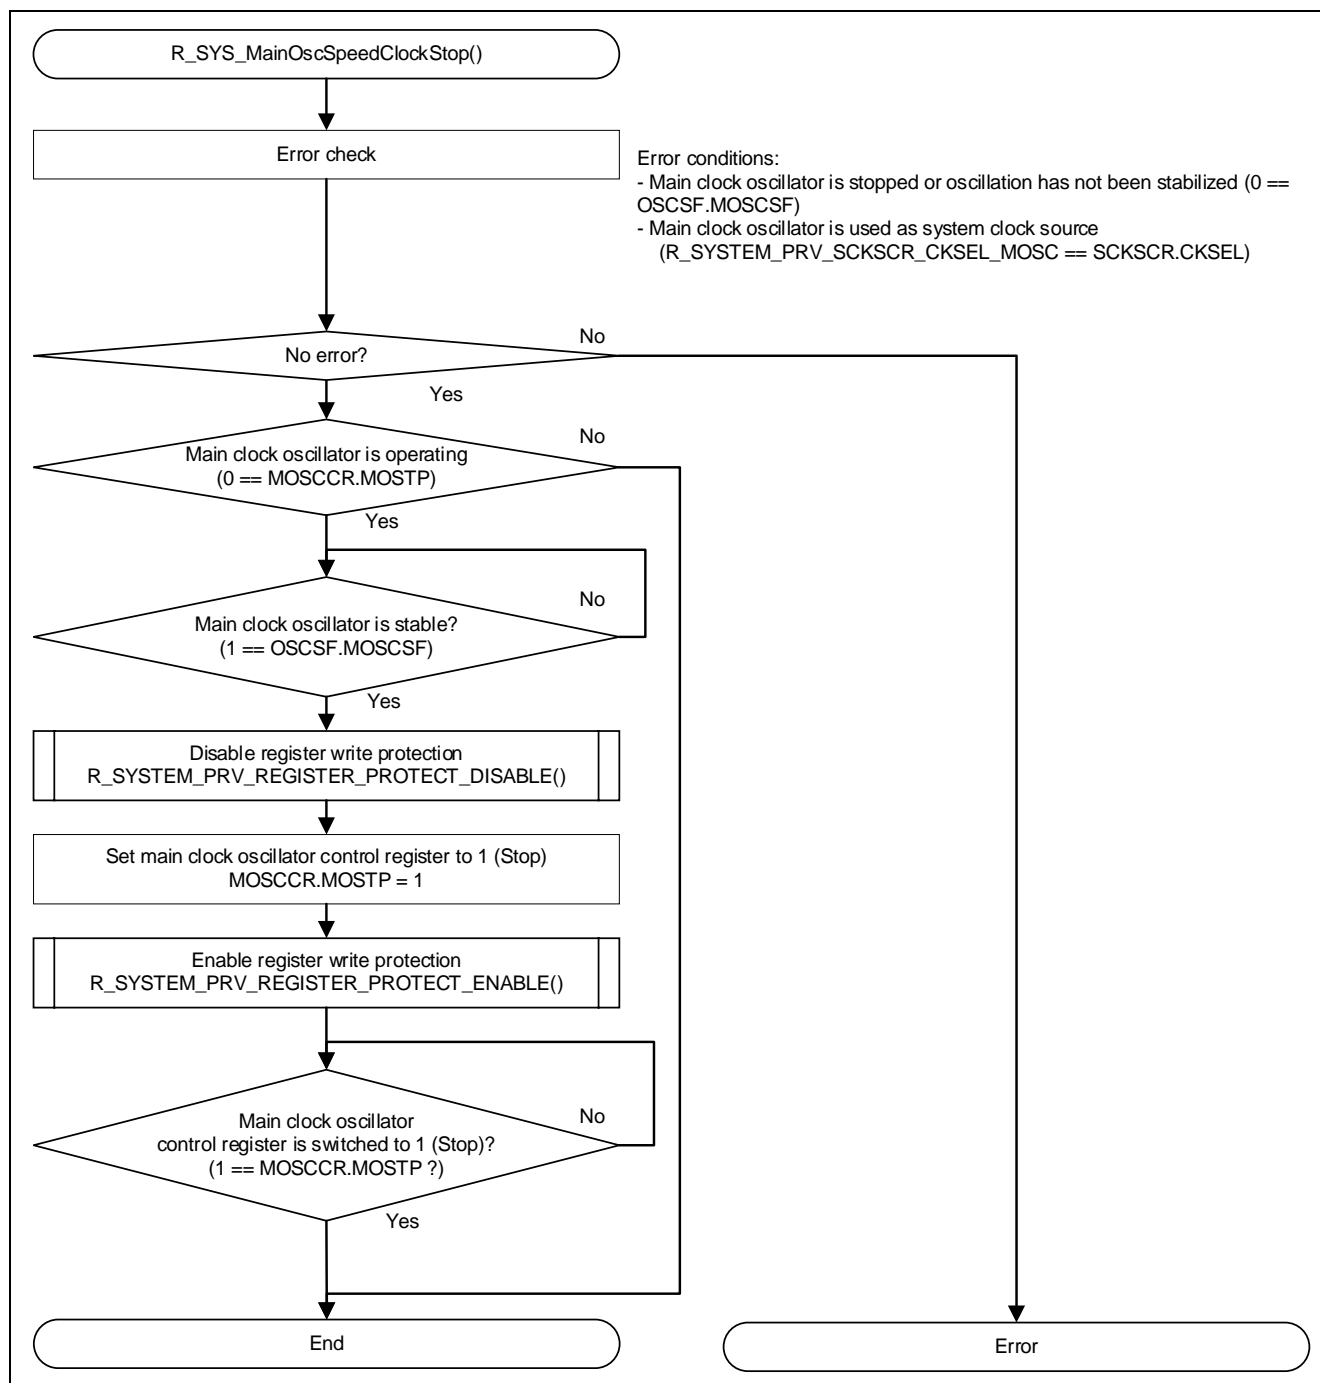 R_SYS_MainOscSpeedClockStop()
Error check
Error conditions:
- Main clock oscillator is stopped or oscillation has not been stabilized (0 ==
OSCSF.MOSCSF)
- Main clock oscillator is used as system clock source
(R_SYSTEM_PRV_SCKSCR_CKSEL_MOSC == SCKSCR.CKSEL)
No error?
No
Yes
Main clock oscillator is operating
(0 == MOSCCR.MOSTP)
No
Yes
Main clock oscillator is stable?
(1 == OSCSF.MOSCSF)
No
Yes
Disable register write protection
R_SYSTEM_PRV_REGISTER_PROTECT_DISABLE()
Set main clock oscillator control register to 1 (Stop)
MOSCCR.MOSTP = 1
Enable register write protection
R_SYSTEM_PRV_REGISTER_PROTECT_ENABLE()
Main clock oscillator
control register is switched to 1 (Stop)?
(1 == MOSCCR.MOSTP ?)
No
Yes
End
Error